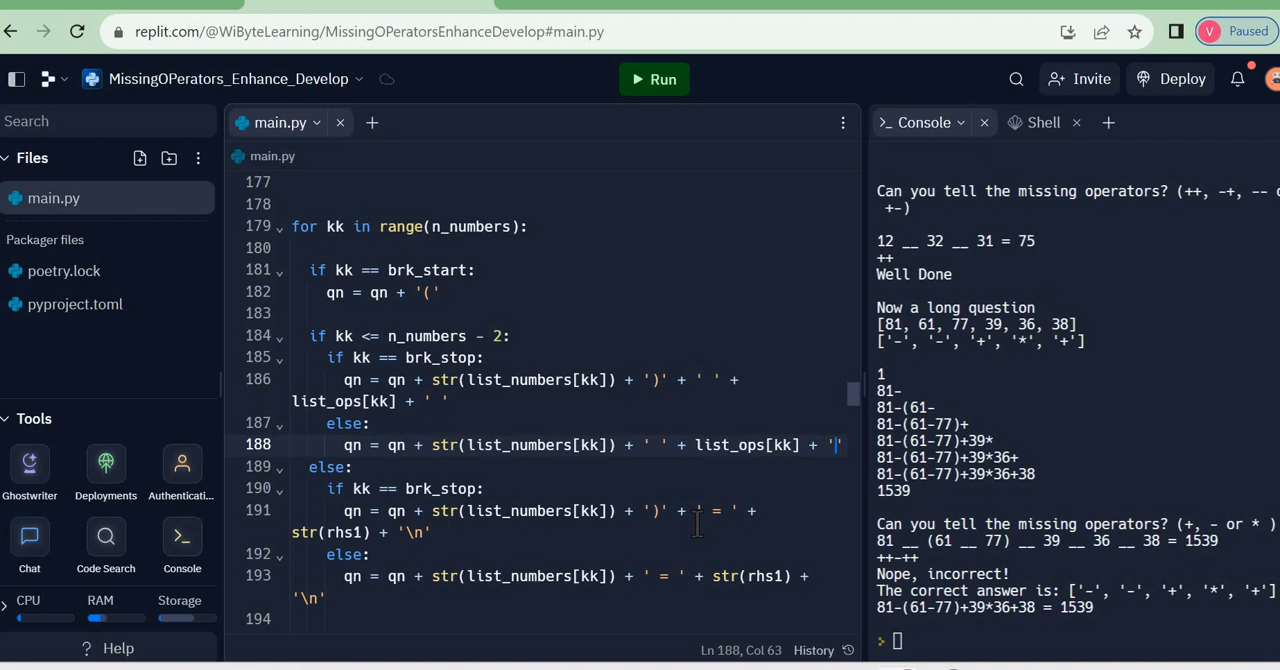 replit.com/@WiByteLearning/MissingOPeratorsEnhanceDevelop#main.py
V Paused
MissingOPerators_Enhance_Develop
Run
Invite
Deploy
Search
Files
main.py
Packager files
poetry.lock
pyproject.toml
Tools
Ghostwriter
Deployments
Authenticati...
Chat
Code Search
Console
CPU
RAM
Storage
? Help
main.py
main.py
177
178
179 for kk in range(n_numbers):
180
181 if kk == brk_start:
182 qn = qn + '('
183
184 if kk <= n_numbers - 2:
185 if kk == brk_stop:
186 qn = qn + str(list_numbers[kk]) + ')' + ' ' +
list_ops[kk] + ' '
187 else:
188 qn = qn + str(list_numbers[kk]) + ' ' + list_ops[kk] + ''
189 else:
190 if kk == brk_stop:
191 qn = qn + str(list_numbers[kk]) + ')' + ' = ' +
str(rhs1) + '\n'
192 else:
193 qn = qn + str(list_numbers[kk]) + ' = ' + str(rhs1) +
'\n'
194
Ln 188, Col 63 History
Console
Shell
Can you tell the missing operators? (++, -+, --
+-)
12 __ 32 __ 31 = 75
++
Well Done
Now a long question
[81, 61, 77, 39, 36, 38]
['-', '-', '+', '*', '+']
1
81-
81-(61-
81-(61-77)+
81-(61-77)+39*
81-(61-77)+39*36+
81-(61-77)+39*36+38
1539
Can you tell the missing operators? (+, - or * )
81 __ (61 __ 77) __ 39 __ 36 __ 38 = 1539
++-++
Nope, incorrect!
The correct answer is: ['-', '-', '+', '*', '+']
81-(61-77)+39*36+38 = 1539